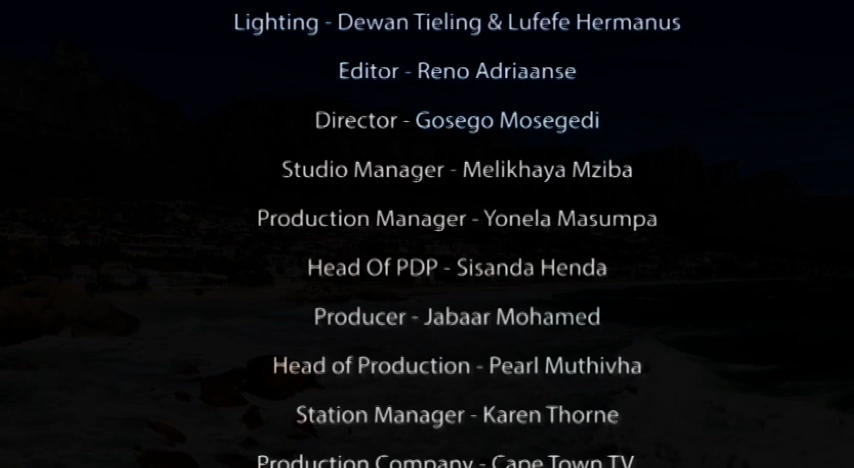 Lighting - Dewan Tieling & Lufefe Hermanus
Editor - Reno Adriaanse
Director - Gosego Mosegedi
Studio Manager - Melikhaya Mziba
Production Manager - Yonela Masumpa
Head Of PDP - Sisanda Henda
Producer - Jabaar Mohamed
Head of Production - Pearl Muthivha
Station Manager - Karen Thorne
Production Company - Cape Town TV